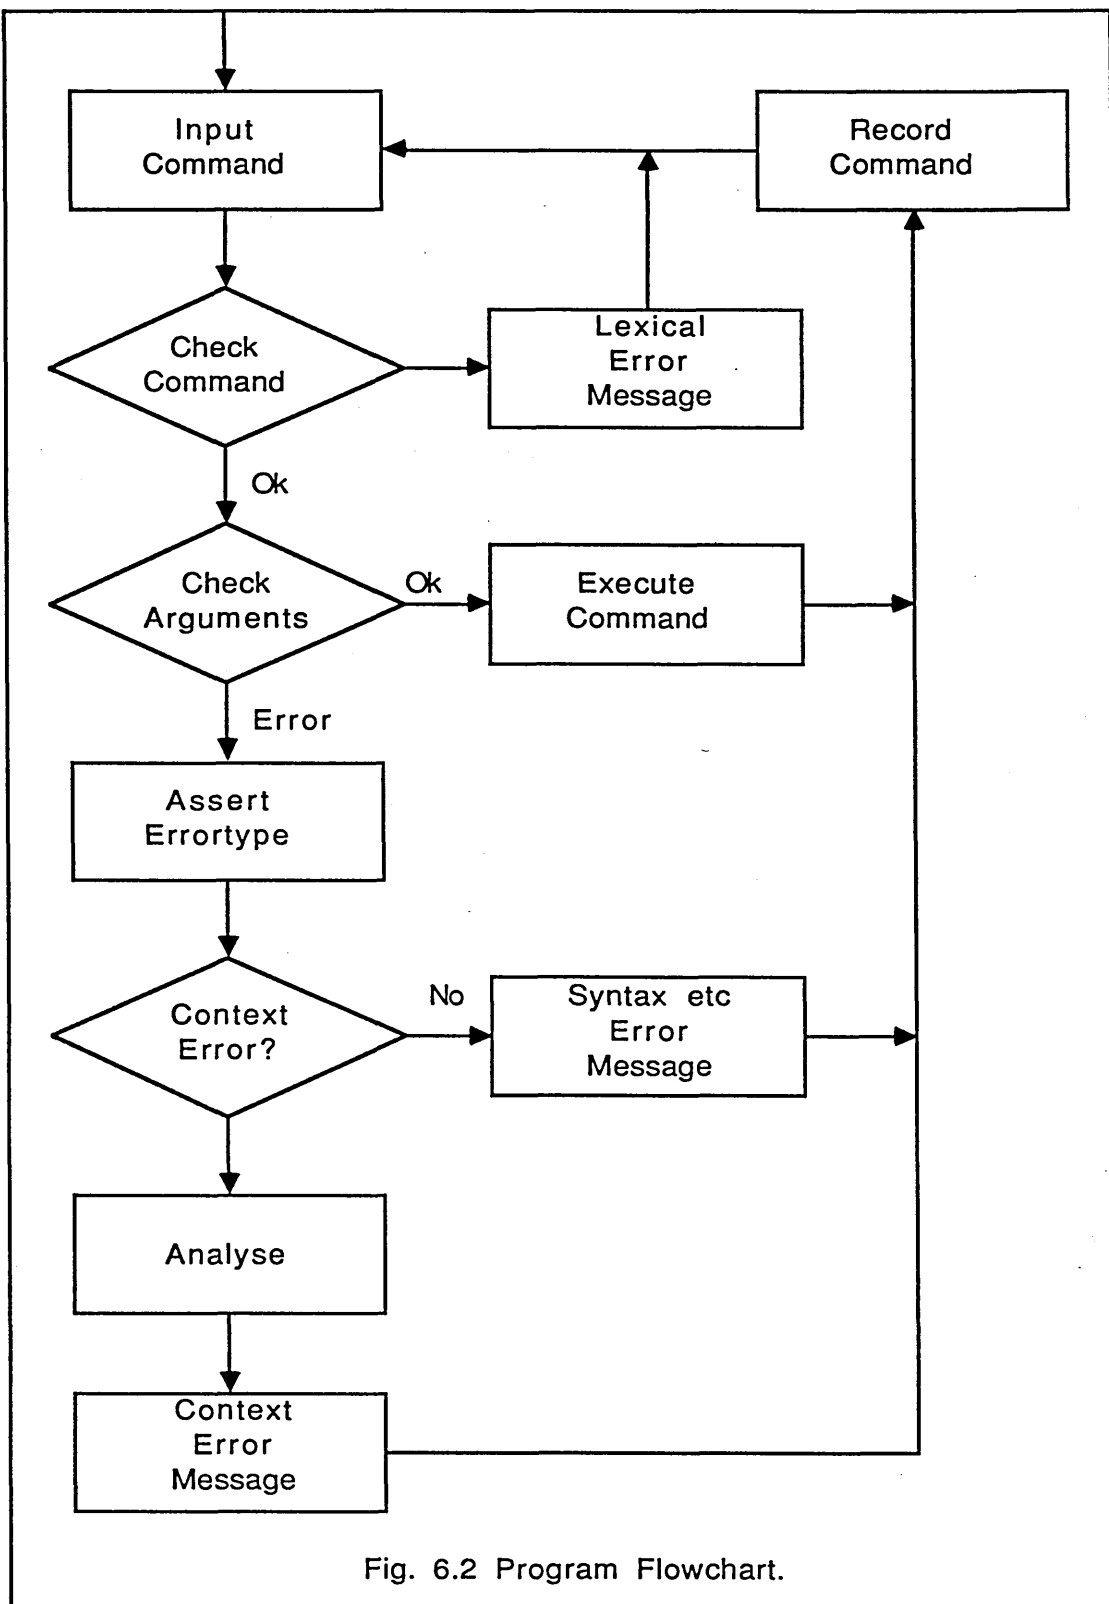 Input
Command
Record
Command
Check
Command
Lexical
Error
Message
Ok
Check
Arguments
Ok
Execute
Command
Error
Assert
Errortype
Context
Error?
No
Syntax etc
Error
Message
Analyse
Context
Error
Message
Fig. 6.2 Program Flowchart.